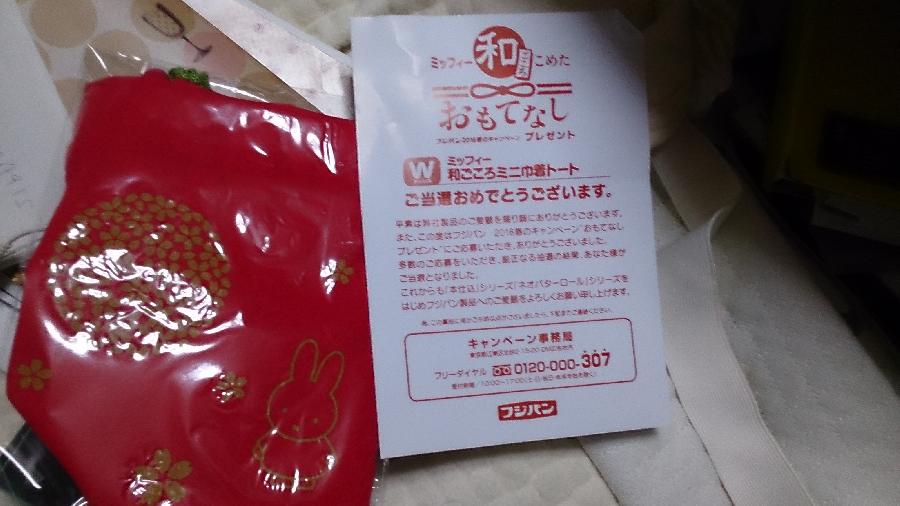 ミッフィー 和ごころ こめた
おもてなし
フジパン2016春のキャンペーン プレゼント
W ミッフィー
和ごころミニ巾着トート
ご当選おめでとうございます。
平素は弊社製品のご愛顧を賜り誠にありがとうございます。
また、この度はフジパン 2016春のキャンペーン"おもてなし
プレゼント"にご応募いただき、ありがとうございました。
多数のご応募をいただき、厳正なる抽選の結果、あなた様が
ご当選となりました。
これからも「本仕込」シリーズ「ネオバターロール」シリーズを
はじめフジパン製品へのご愛顧をよろしくお願い申し上げます。
キャンペーン事務局
フリーダイヤル 0120-000-307
フジパン